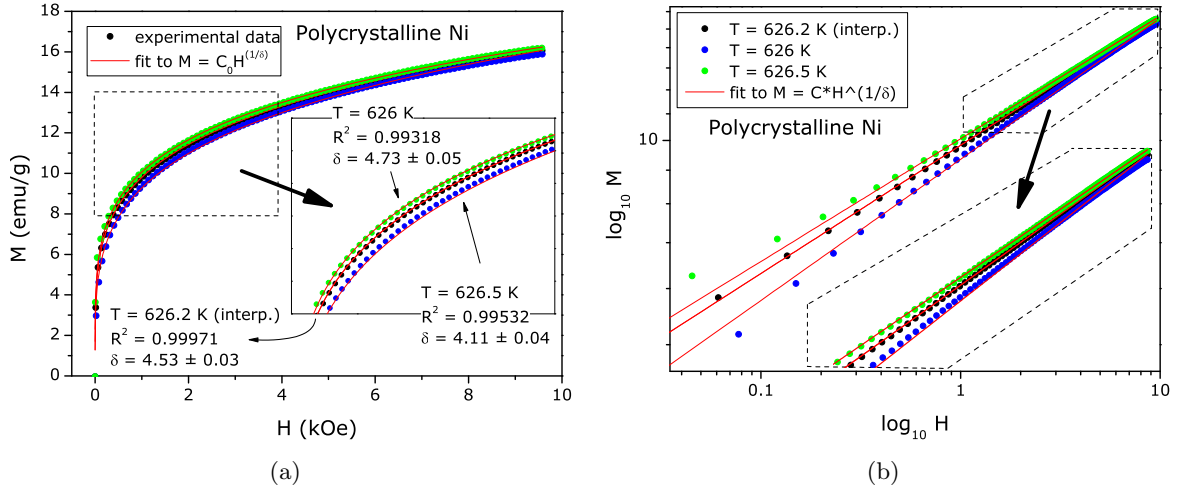 18
16
14
12
10
8
6
4
2
0
M (emu/g)
experimental data
fit to M = C₀H^(1/δ)
Polycrystalline Ni
T = 626 K
R² = 0.99318
δ = 4.73 ± 0.05
T = 626.2 K (interp.)
R² = 0.99971
δ = 4.53 ± 0.03
T = 626.5 K
R² = 0.99532
δ = 4.11 ± 0.04
0 2 4 6 8 10
H (kOe)
(a)
T = 626.2 K (interp.)
T = 626 K
T = 626.5 K
fit to M = C*H^(1/δ)
Polycrystalline Ni
10
log₁₀ M
0.1 1 10
log₁₀ H
(b)